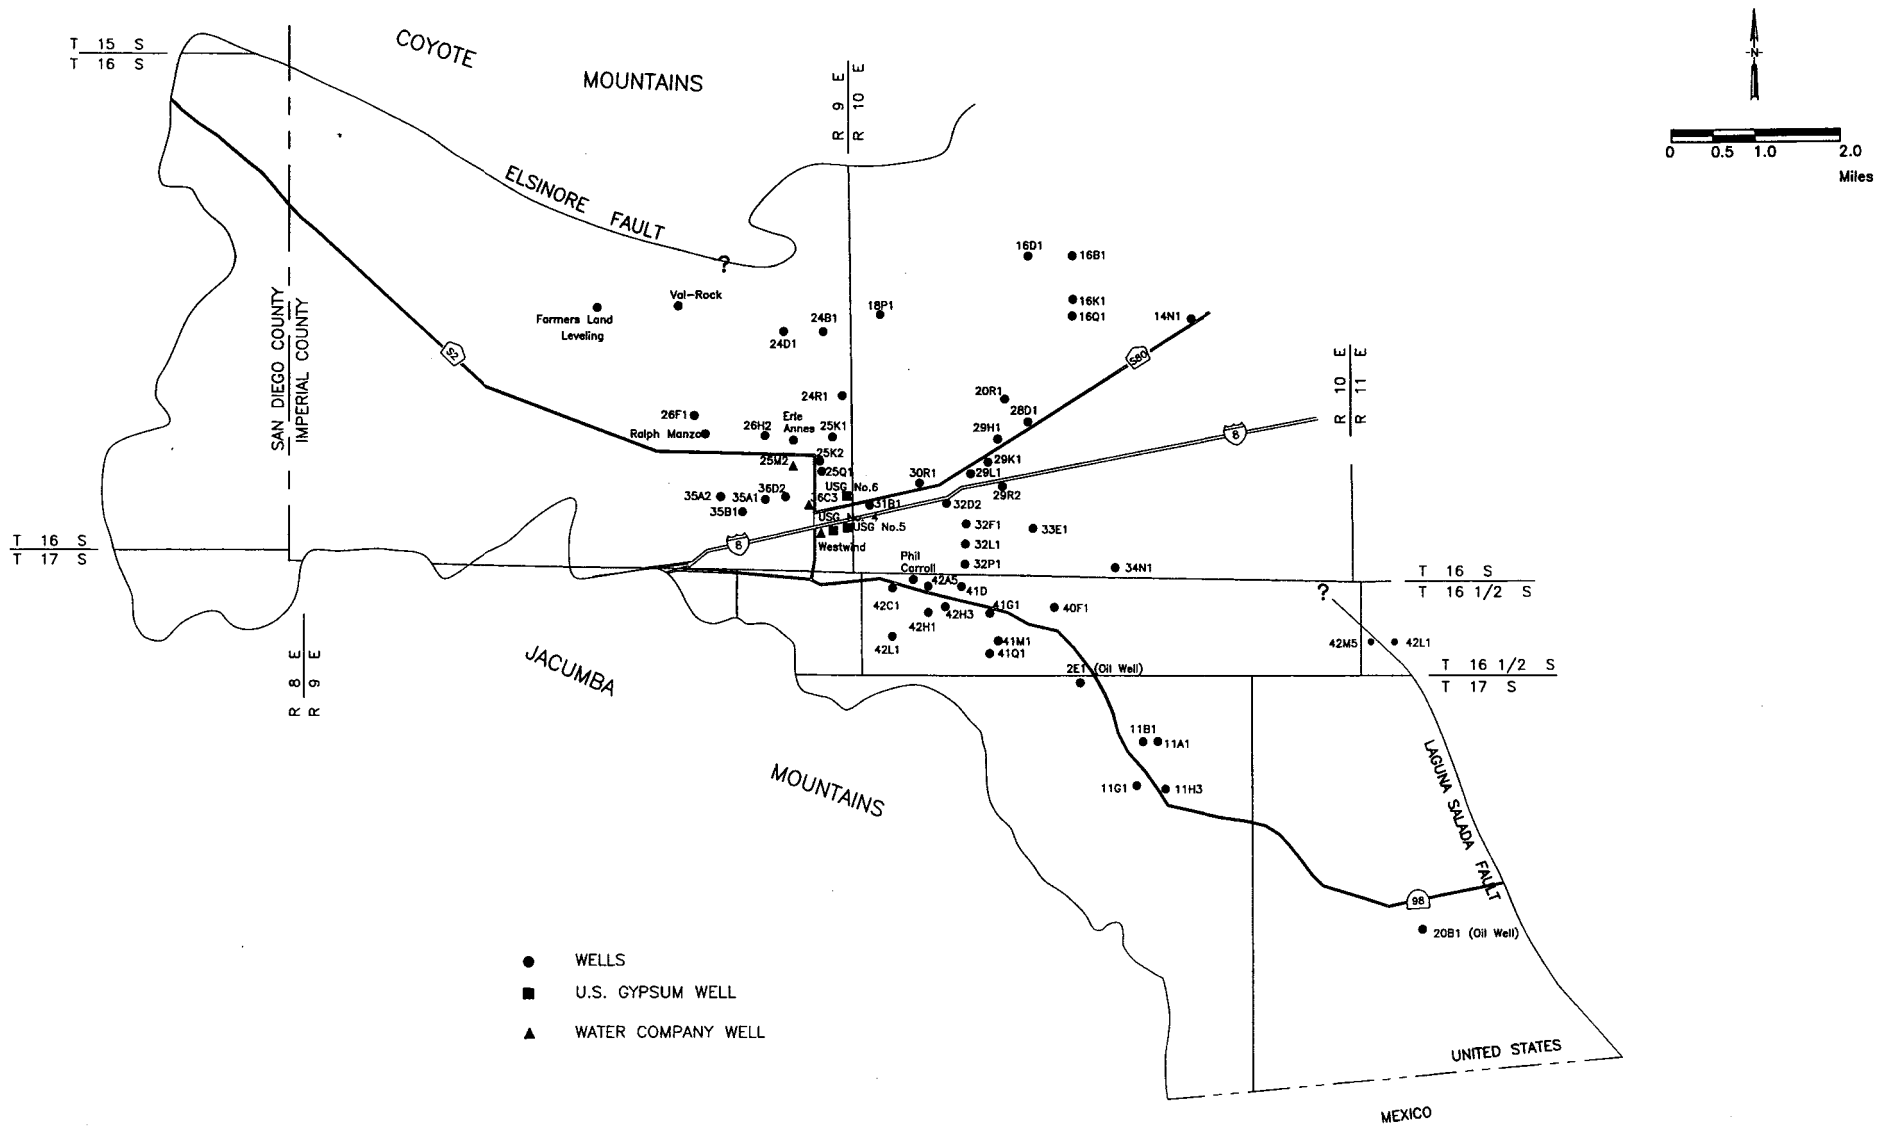 T 15 S
T 16 S
COYOTE
MOUNTAINS
R 9 E
R 10 E
N
0 0.5 1.0 2.0
Miles
ELSINORE FAULT
?
SAN DIEGO COUNTY
IMPERIAL COUNTY
16D1
16B1
16K1
16Q1
14N1
Val-Rock
Farmers Land
Leveling
24B1
24D1
18P1
S2
S80
R 10 E
R 11 E
24R1
20R1
28D1
26F1
Ralph Manzo
26H2
Erle
Annes
25K1
29H1
8
25K2
25M2
25Q1
29K1
29L1
30R1
29R2
USG No.6
35A2
35A1
36D2
36C3
31B1
32D2
35B1
USG No. 4
USG No.5
32F1
33E1
8
Westwind
32L1
T 16 S
T 17 S
Phil
Carroll
32P1
34N1
T 16 S
T 16 1/2 S
42A5
41D
?
42C1
42H3
41G1
40F1
42H1
42L1
41M1
41Q1
42M5
42L1
R 8 E
R 9 E
JACUMBA
2E1 (Oil Well)
T 16 1/2 S
T 17 S
11B1
11A1
11G1
11H3
MOUNTAINS
LAGUNA SALADA FAULT
98
20B1 (Oil Well)
WELLS
U.S. GYPSUM WELL
WATER COMPANY WELL
UNITED STATES
MEXICO